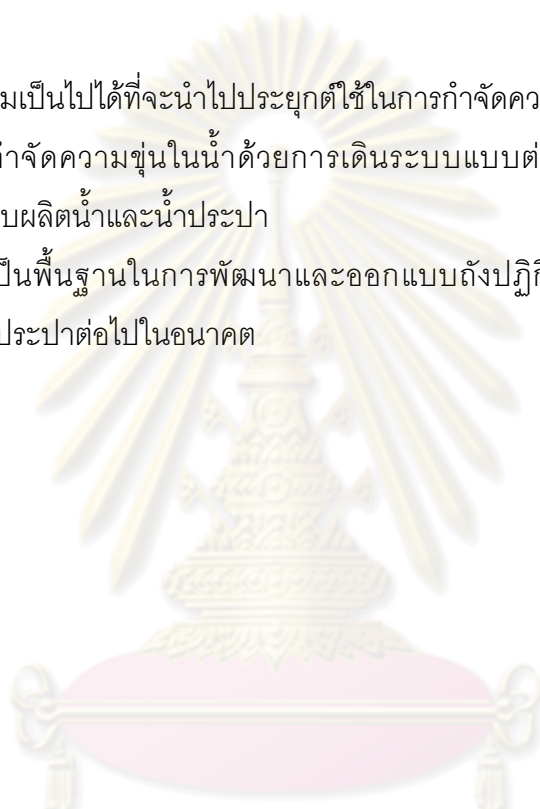 มเป็นไปได้ที่จะนำไปประยุกต์ใช้ในการกำจัดคว
กำจัดความขุ่นในน้ำด้วยการเดินระบบแบบต่
บผลิตน้ำและน้ำประปา
เป็นพื้นฐานในการพัฒนาและออกแบบถังปฏิกิ
ประปาต่อไปในอนาคต